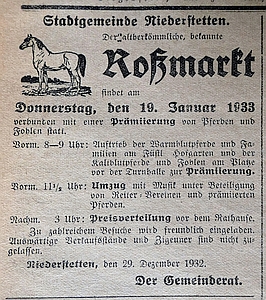 Stadtgemeinde Niederstetten.
Der altherkömmliche, bekannte
Roßmarkt
findet am
Donnerstag, den 19. Januar 1933
verbunden mit einer Prämiierung von Pferden und
Fohlen statt.
Vorm. 8—9 Uhr: Auftrieb der Warmblutpferde und Fa-
milien am Fürstl. Hofgarten und der
Kaltblutpferde und Fohlen am Platze
vor der Turnhalle zur Prämiierung.
Vorm. 11½ Uhr: Umzug mit Musik unter Beteiligung
von Reiter-Vereinen und prämiierten
Pferden.
Nachm. 3 Uhr: Preisverteilung vor dem Rathause.
Zu zahlreichem Besuche wird freundlich eingeladen.
Auswärtige Verkaufsstände und Zigeuner sind nicht zu-
gelassen.
Niederstetten, den 29. Dezember 1932.
Der Gemeinderat.